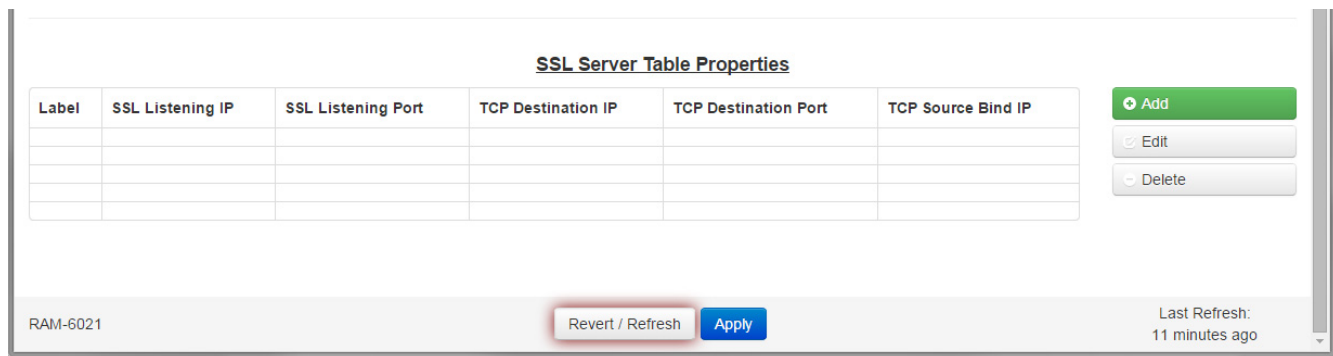 SSL Server Table Properties
Label SSL Listening IP SSL Listening Port TCP Destination IP TCP Destination Port TCP Source Bind IP
Add
Edit
Delete
RAM-6021
Revert / Refresh
Apply
Last Refresh:
11 minutes ago